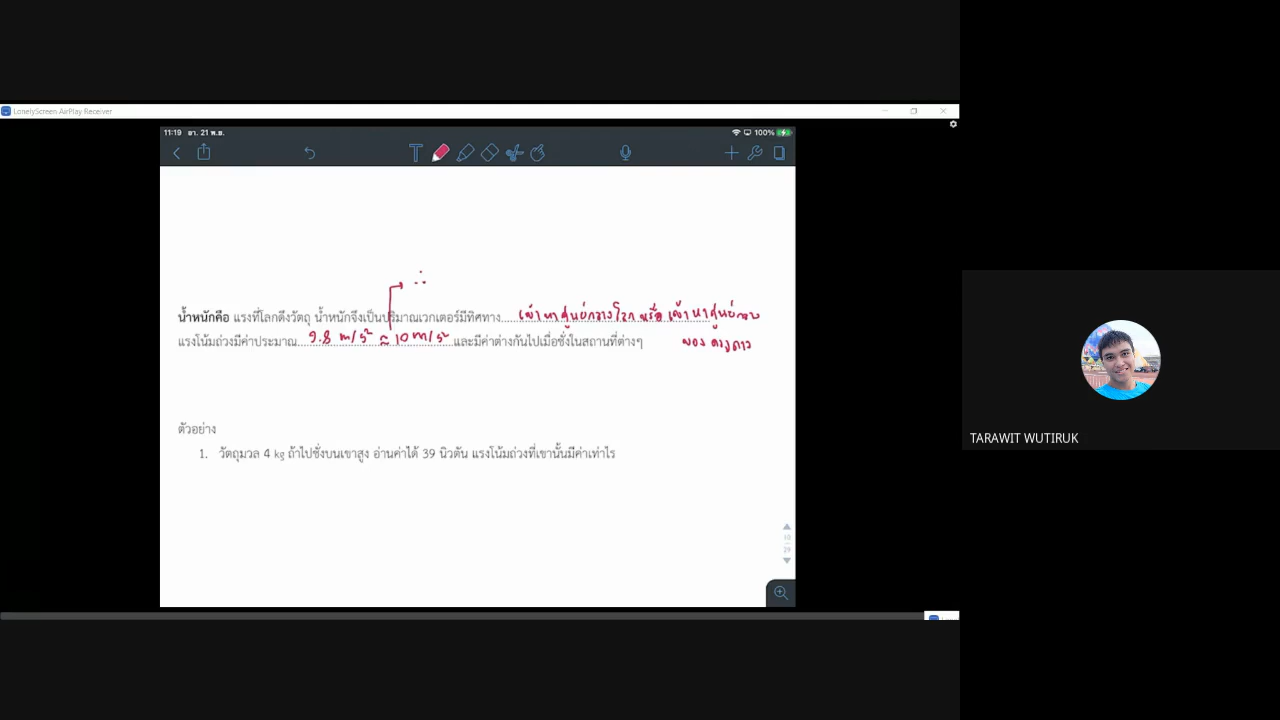 LonelyScreen AirPlay Receiver
11:19 อา. 21 พ.ย.
100%
∴
น้ำหนักคือ แรงที่โลกดึงวัตถุ น้ำหนักจึงเป็นปริมาณเวกเตอร์มีทิศทาง เข้าหาศูนย์กลางโลก หรือ เข้าหาศูนย์กลาง
แรงโน้มถ่วงมีค่าประมาณ 9.8 m/s² ≈ 10 m/s² และมีค่าต่างกันไปเมื่อชั่งในสถานที่ต่างๆ ของดวงดาว
ตัวอย่าง
1. วัตถุมวล 4 kg ถ้าไปชั่งบนเขาสูง อ่านค่าได้ 39 นิวตัน แรงโน้มถ่วงที่เขานั้นมีค่าเท่าไร
TARAWIT WUTIRUK